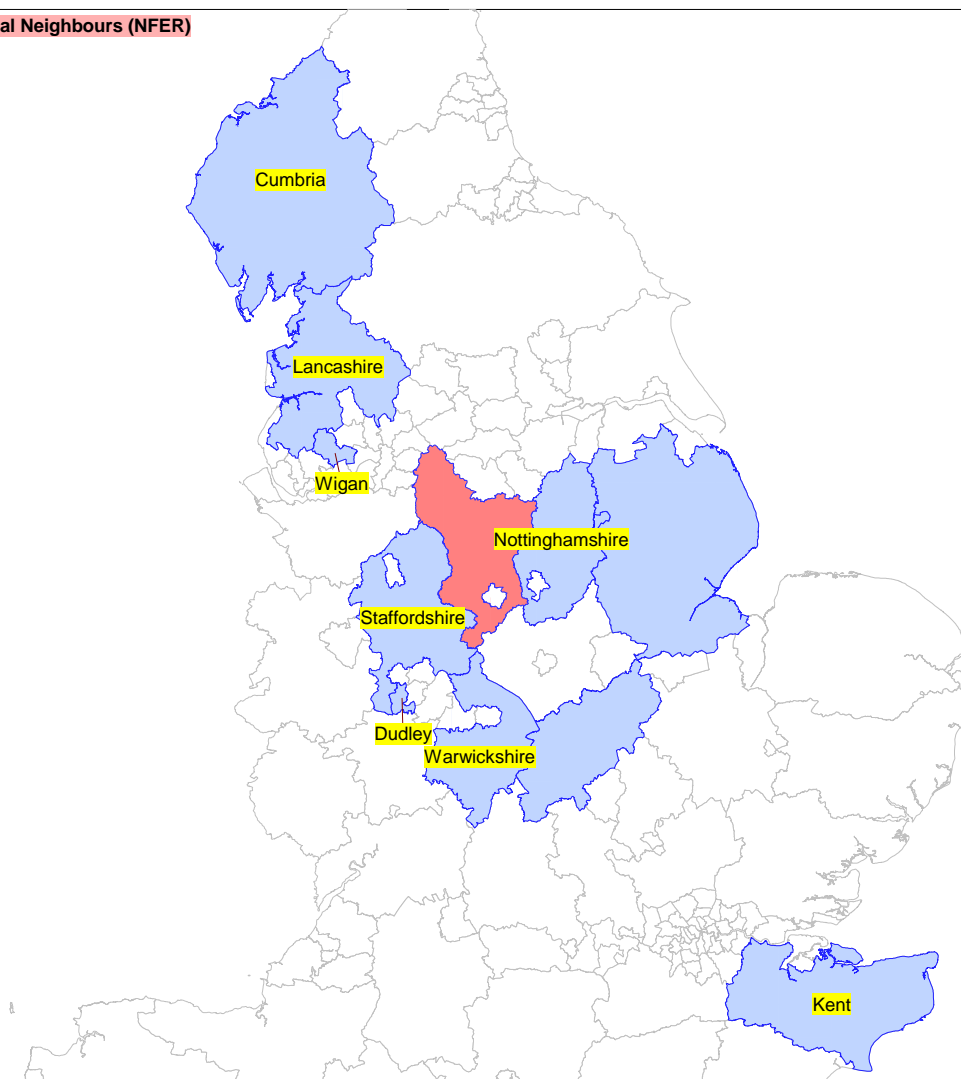 al Neighbours (NFER)
Cumbria
Lancashire
Wigan
Nottinghamshire
Staffordshire
Dudley
Warwickshire
Kent